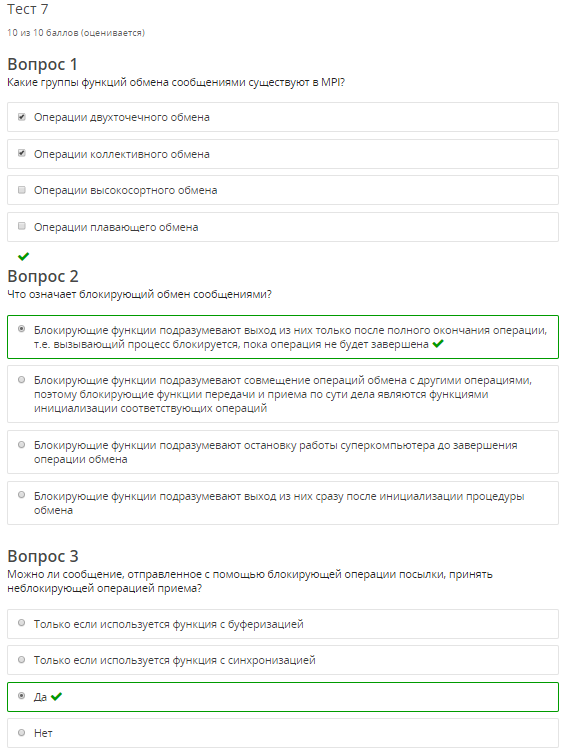 Тест 7
10 из 10 баллов (оценивается)
Вопрос 1
Какие группы функций обмена сообщениями существуют в MPI?
Операции двухточечного обмена
Операции коллективного обмена
Операции высокосортного обмена
Операции плавающего обмена
Вопрос 2
Что означает блокирующий обмен сообщениями?
Блокирующие функции подразумевают выход из них только после полного окончания операции,
т.е. вызывающий процесс блокируется, пока операция не будет завершена
Блокирующие функции подразумевают совмещение операций обмена с другими операциями,
поэтому блокирующие функции передачи и приема по сути дела являются функциями
инициализации соответствующих операций
Блокирующие функции подразумевают остановку работы суперкомпьютера до завершения
операции обмена
Блокирующие функции подразумевают выход из них сразу после инициализации процедуры
обмена
Вопрос 3
Можно ли сообщение, отправленное с помощью блокирующей операции посылки, принять
неблокирующей операцией приема?
Только если используется функция с буферизацией
Только если используется функция с синхронизацией
Да
Нет